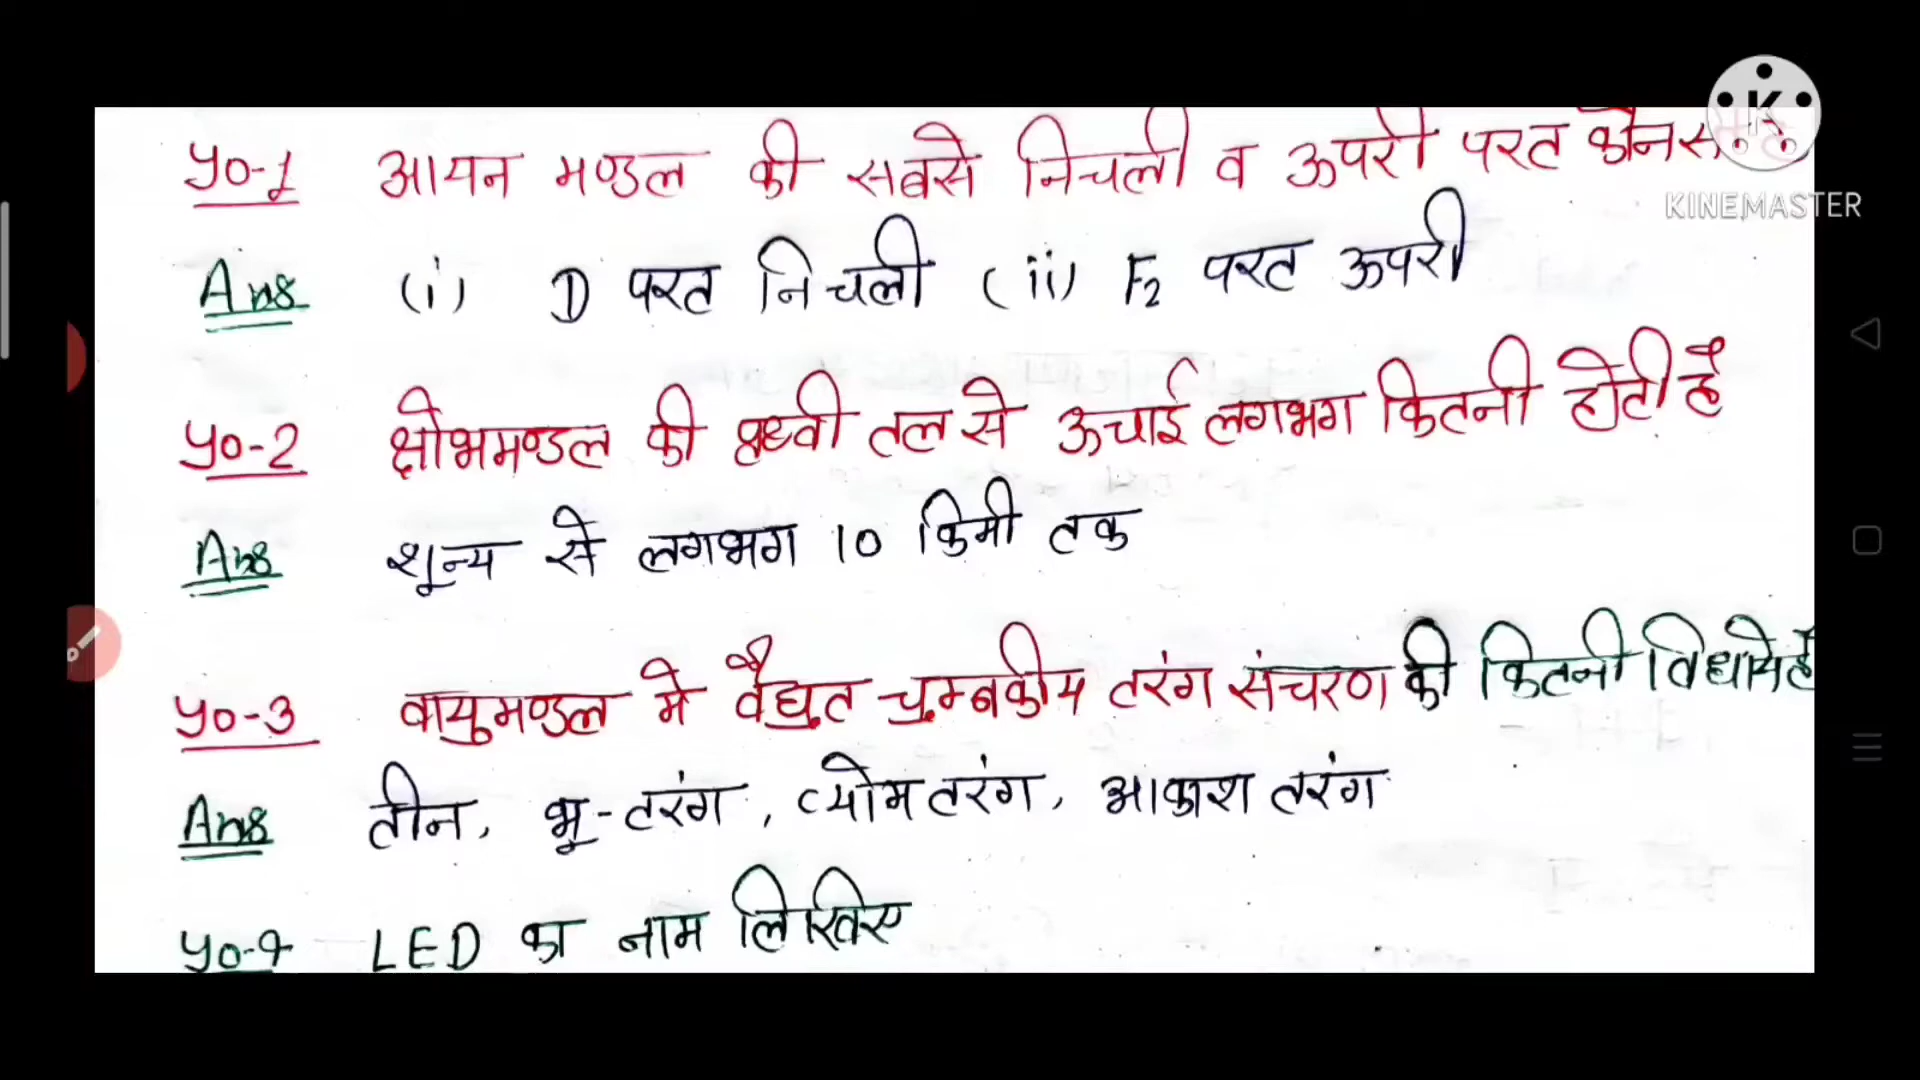 प्र०-1 आयन मण्डल की सबसे निचली व ऊपरी परत कौन
KINEMASTER
Ans (i) D परत निचली (ii) F₂ परत ऊपरी
प्र०-2 क्षोभमण्डल की पृथ्वी तल से ऊचाई लगभग कितनी होती है
Ans शून्य से लगभग 10 किमी तक
प्र०-3 वायुमण्डल मे वैद्युत चुम्बकीय तरंग संचरण की कितनी विधाये है
Ans तीन, भू-तरंग, व्योम तरंग, आकाश तरंग
प्र०-4 LED का नाम लिखिए